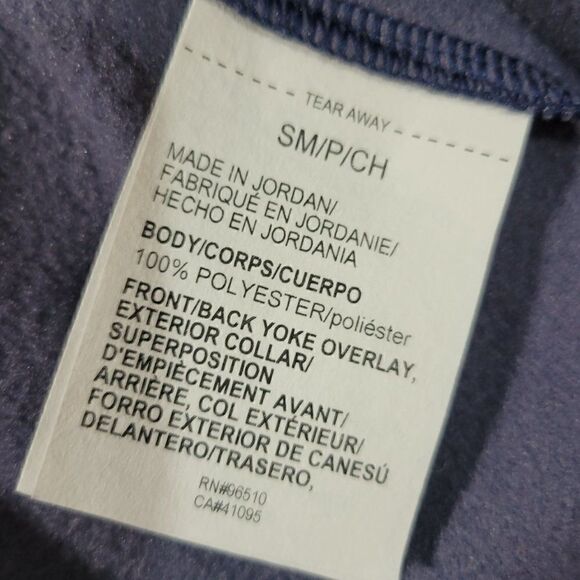 TEAR AWAY
SM/P/CH
MADE IN JORDAN/
FABRIQUÉ EN JORDANIE/
HECHO EN JORDANIA
BODY/CORPS/CUERPO
100% POLYESTER/poliéster
FRONT/BACK YOKE OVERLAY,
EXTERIOR COLLAR/
SUPERPOSITION
D'EMPIÈCEMENT AVANT/
ARRIÈRE, COL EXTÉRIEUR/
FORRO EXTERIOR DE CANESÚ
DELANTERO/TRASERO,
RN#96510
CA#41095